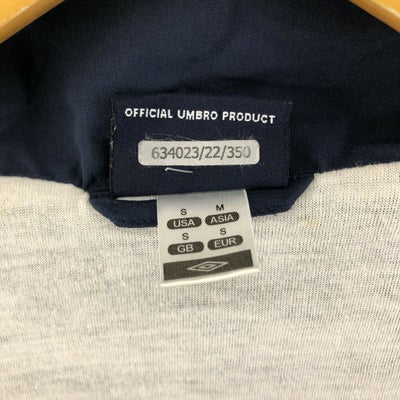 OFFICIAL UMBRO PRODUCT
634023/22/350
S M
USA ASIA
S S
GB EUR